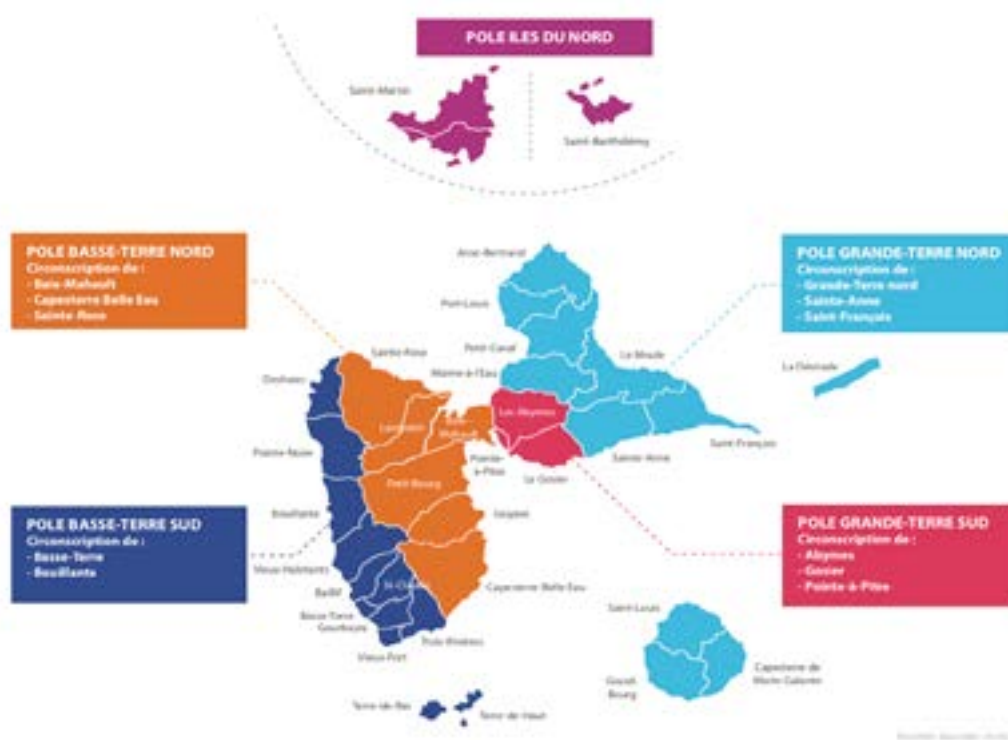 POLE ILES DU NORD
Saint-Martin
Saint-Barthélémy
POLE BASSE-TERRE NORD
Circonscription de :
- Baie-Mahault
- Capesterre Belle Eau
- Sainte-Rose
POLE GRANDE-TERRE NORD
Circonscription de :
- Grande-Terre nord
- Sainte-Anne
- Saint-François
Anse-Bertrand
Port-Louis
Petit-Canal
Morne-à-l'Eau
Le Moule
La Désirade
Sainte-Rose
Deshaies
Lamentin
Baie-
Mahault
Les Abymes
Pointe-
à-Pitre
Le Gosier
Sainte-Anne
Saint-François
Pointe-Noire
Petit-Bourg
Bouillante
Goyave
POLE BASSE-TERRE SUD
Circonscription de :
- Basse-Terre
- Bouillante
POLE GRANDE-TERRE SUD
Circonscription de :
- Abymes
- Gosier
- Pointe-à-Pitre
Vieux-Habitants
St-Claude
Baillif
Basse-Terre
Gourbeyre
Capesterre-Belle-Eau
Trois-Rivières
Vieux-Fort
Saint-Louis
Grand-
Bourg
Capesterre de
Marie-Galante
Terre-de-Bas
Terre-de-Haut